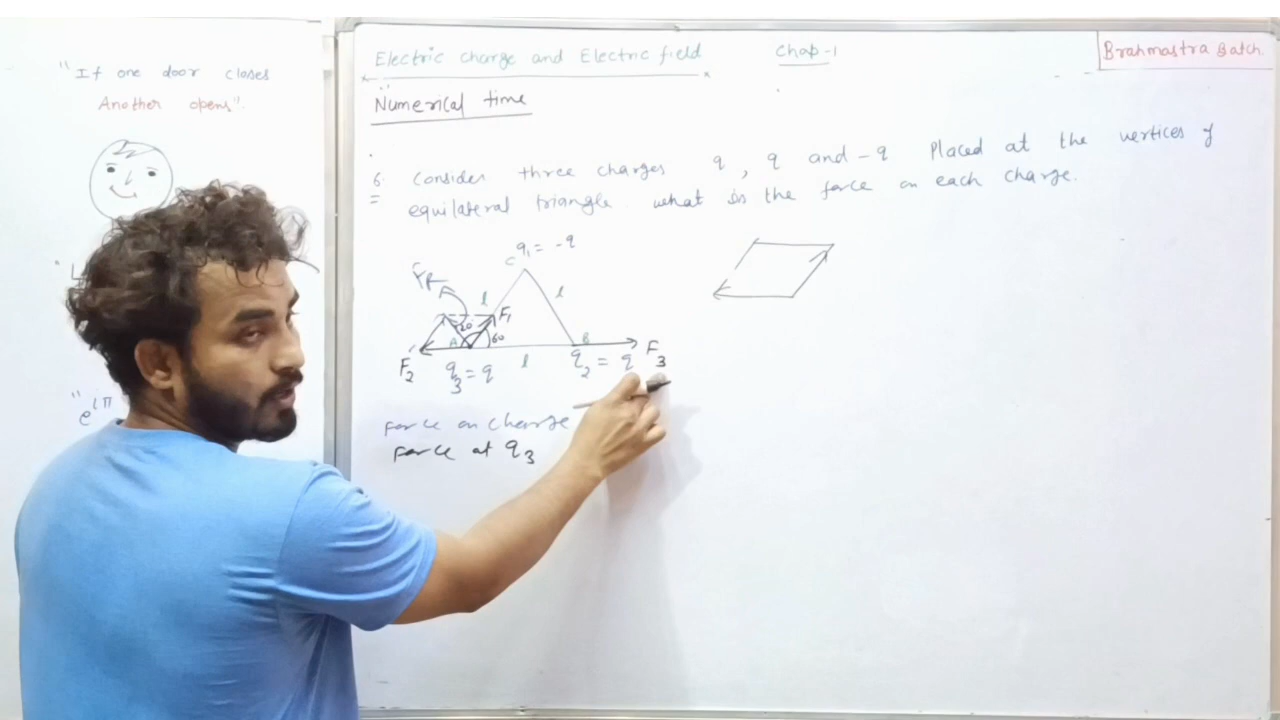 "If one door closes
Another opens".
"e^iπ
Electric charge and Electric field
Chap-1
Brahmastra Batch
Numerical time
6. Consider three charges q, q and -q Placed at the vertices of
equilateral triangle. what is the force on each charge.
C q₁ = -q
l
l
F₁
120
60
A
B
F₂
F₃
q₃ = q
l
q₂ = q
Force on charge
Force at q₃